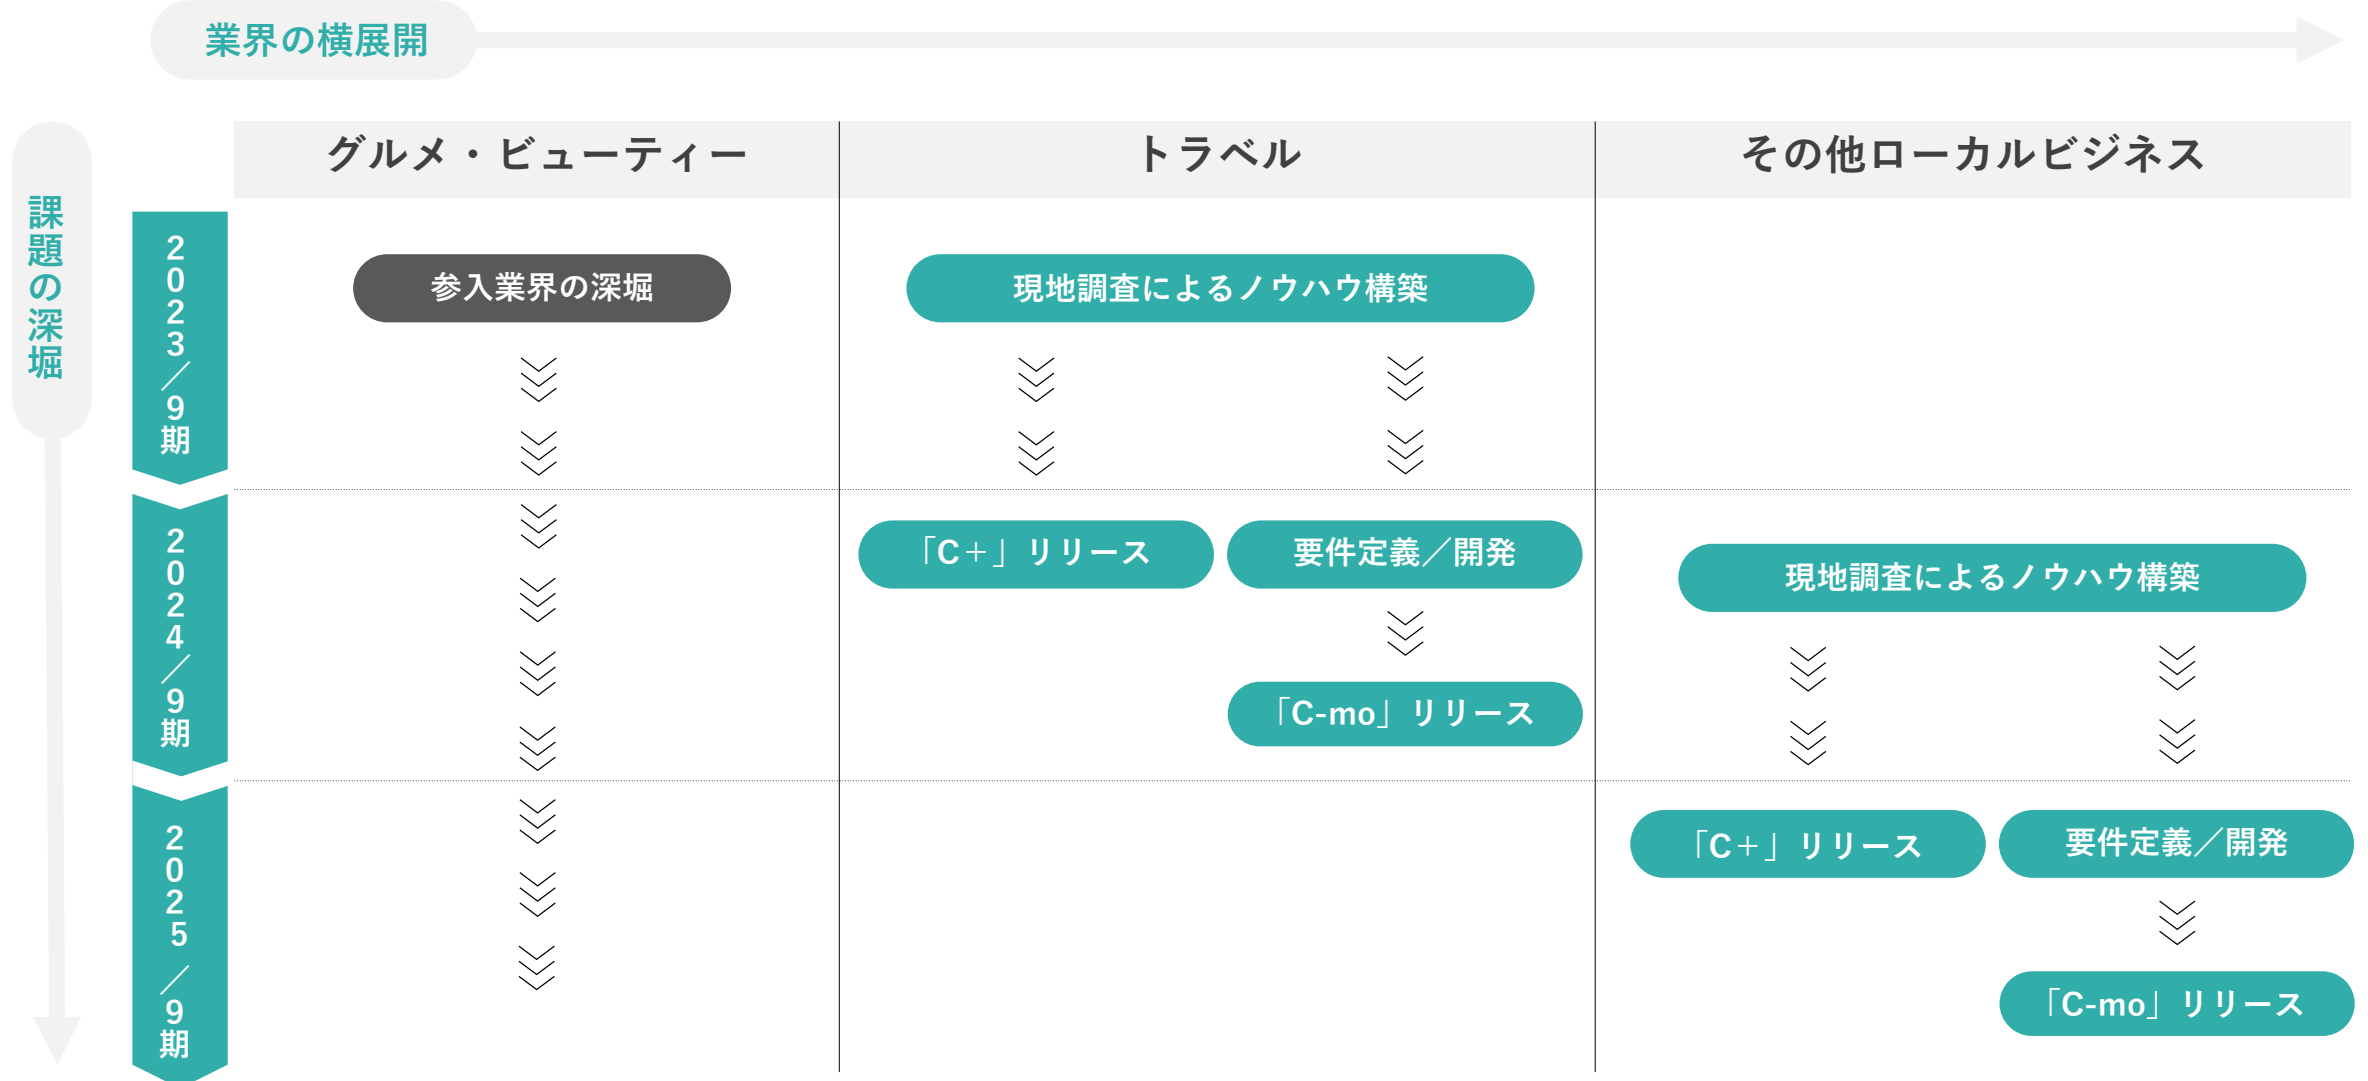 業界の横展開
課題の深堀
グルメ・ビューティー
トラベル
その他ローカルビジネス
2023／9期
参入業界の深堀
現地調査によるノウハウ構築
2024／9期
「C＋」リリース
要件定義／開発
「C-mo」リリース
現地調査によるノウハウ構築
2025／9期
「C＋」リリース
要件定義／開発
「C-mo」リリース